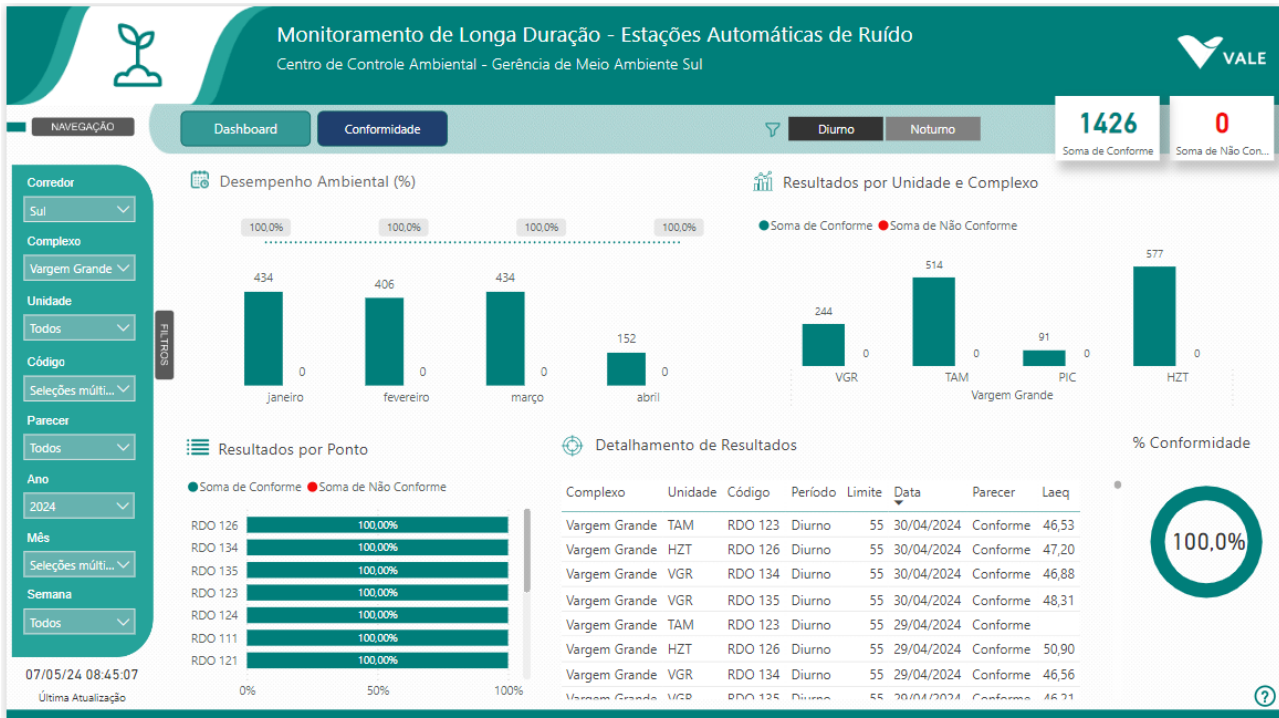 Monitoramento de Longa Duração - Estações Automáticas de Ruído
Centro de Controle Ambiental - Gerência de Meio Ambiente Sul
VALE
NAVEGAÇÃO
Dashboard
Conformidade
Diurno
Noturno
1426
Soma de Conforme
0
Soma de Não Con...
Corredor
Sul
Complexo
Vargem Grande
Unidade
Todos
Código
Seleções múlti...
Parecer
Todos
Ano
2024
Mês
Seleções múlti...
Semana
Todos
07/05/24 08:45:07
Última Atualização
FILTROS
Desempenho Ambiental (%)
100,0% 100,0% 100,0% 100,0%
434 406 434 152
0 0 0 0
janeiro fevereiro março abril
Resultados por Unidade e Complexo
Soma de Conforme Soma de Não Conforme
244 514 91 577
0 0 0 0
VGR TAM PIC HZT
Vargem Grande
Resultados por Ponto
Soma de Conforme Soma de Não Conforme
RDO 126 100,00%
RDO 134 100,00%
RDO 135 100,00%
RDO 123 100,00%
RDO 124 100,00%
RDO 111 100,00%
RDO 121 100,00%
0% 50% 100%
Detalhamento de Resultados
Complexo Unidade Código Período Limite Data Parecer Laeq
Vargem Grande TAM RDO 123 Diurno 55 30/04/2024 Conforme 46,53
Vargem Grande HZT RDO 126 Diurno 55 30/04/2024 Conforme 47,20
Vargem Grande VGR RDO 134 Diurno 55 30/04/2024 Conforme 46,88
Vargem Grande VGR RDO 135 Diurno 55 30/04/2024 Conforme 48,31
Vargem Grande TAM RDO 123 Diurno 55 29/04/2024 Conforme
Vargem Grande HZT RDO 126 Diurno 55 29/04/2024 Conforme 50,90
Vargem Grande VGR RDO 134 Diurno 55 29/04/2024 Conforme 46,56
Vargem Grande VGR RDO 135 Diurno 55 29/04/2024 Conforme 46,21
% Conformidade
100,0%
?